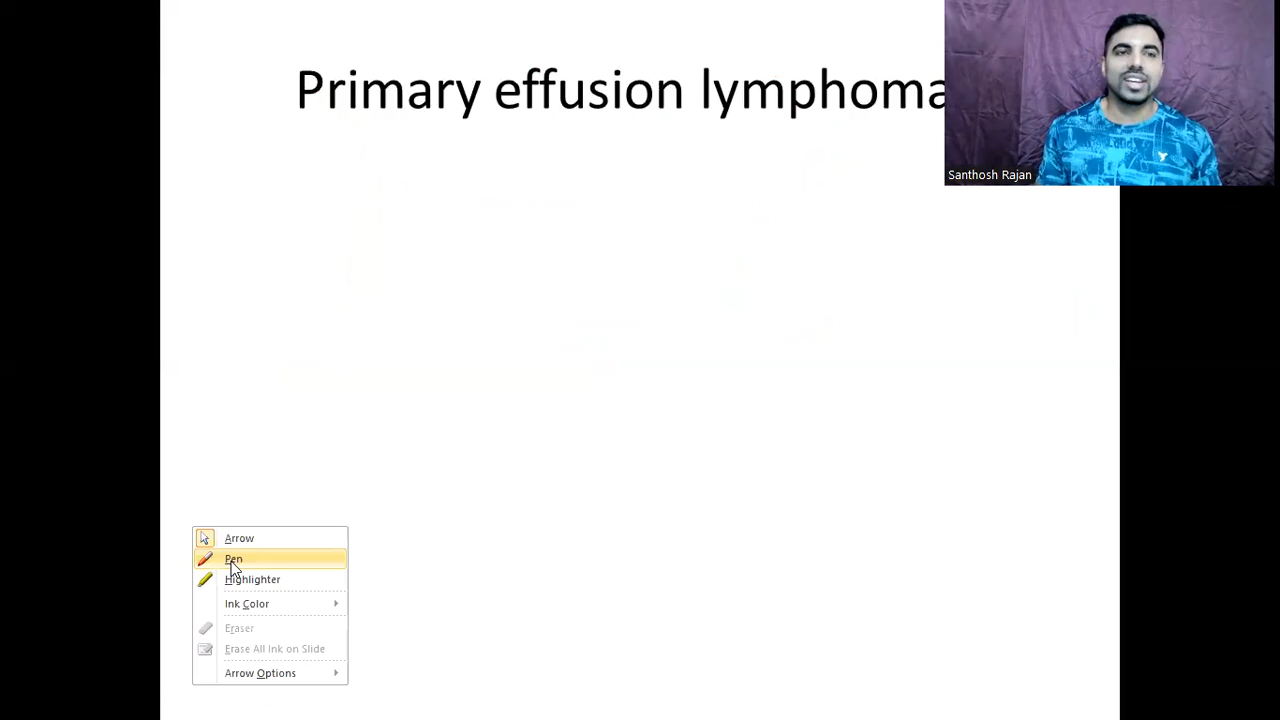 Primary effusion lymphoma
Santhosh Rajan
Arrow
Pen
Highlighter
Ink Color
Eraser
Erase All Ink on Slide
Arrow Options